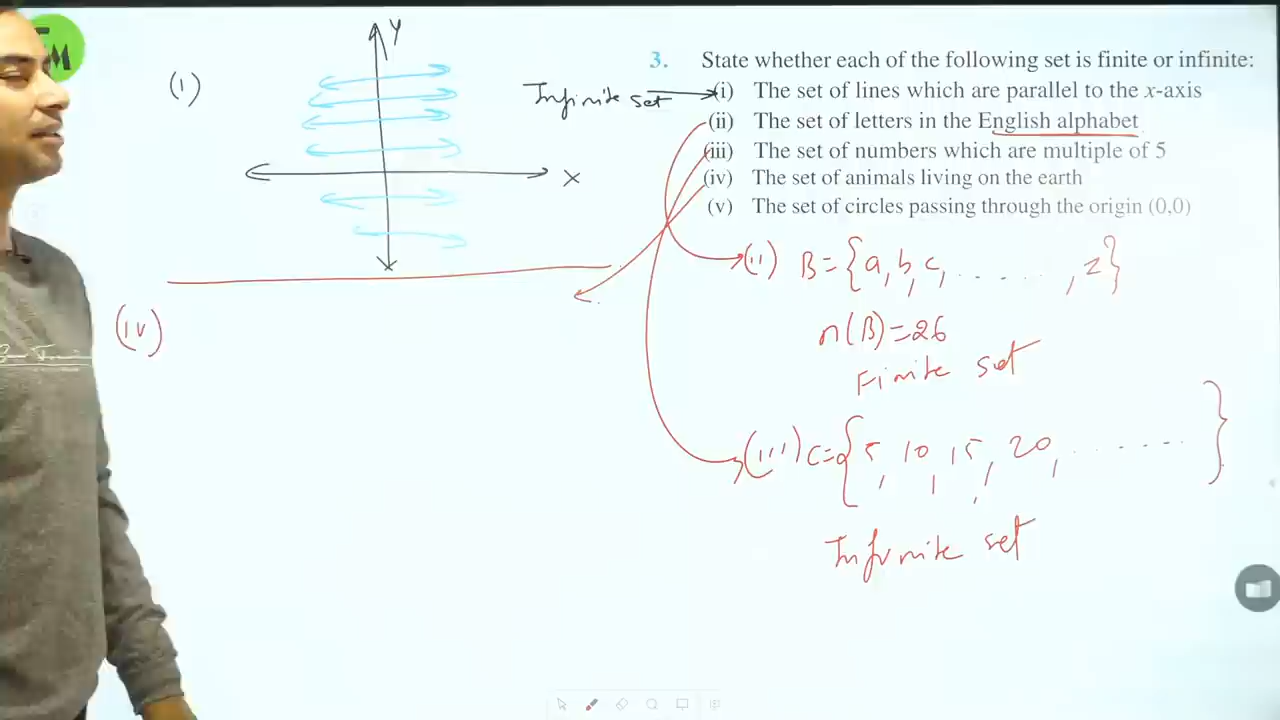 M
(i)
y
x
Infinite set
3. State whether each of the following set is finite or infinite:
(i) The set of lines which are parallel to the x-axis
(ii) The set of letters in the English alphabet
(iii) The set of numbers which are multiple of 5
(iv) The set of animals living on the earth
(v) The set of circles passing through the origin (0,0)
(ii) B={a,b,c,......,z}
n(B)=26
Finite set
(iii) C={5,10,15,20,.......}
Infinite set
(iv)